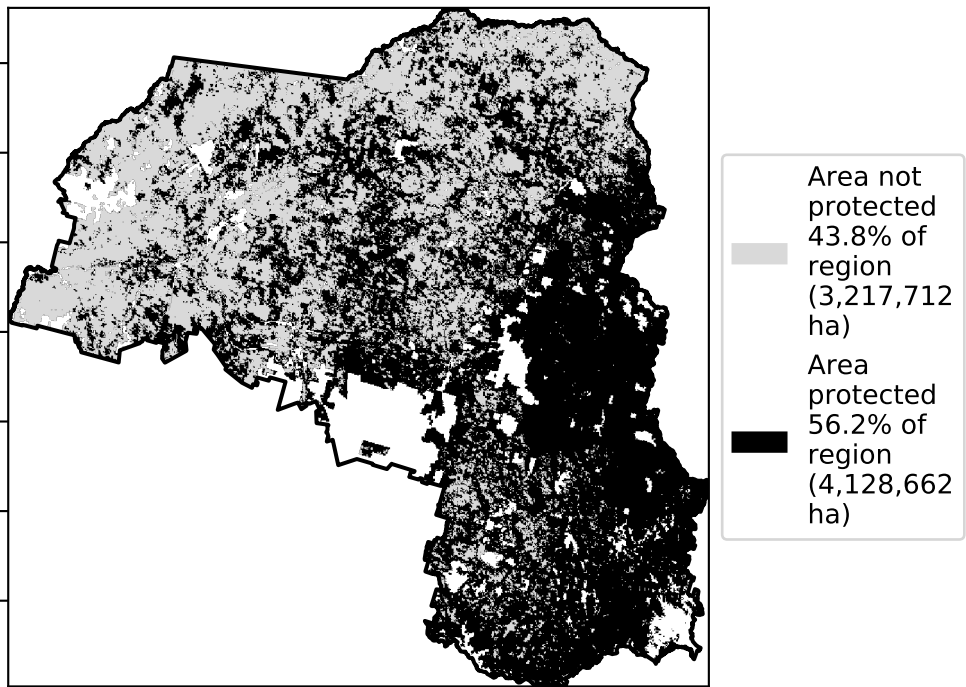 Area not
protected
43.8% of
region
(3,217,712
ha)
Area
protected
56.2% of
region
(4,128,662
ha)